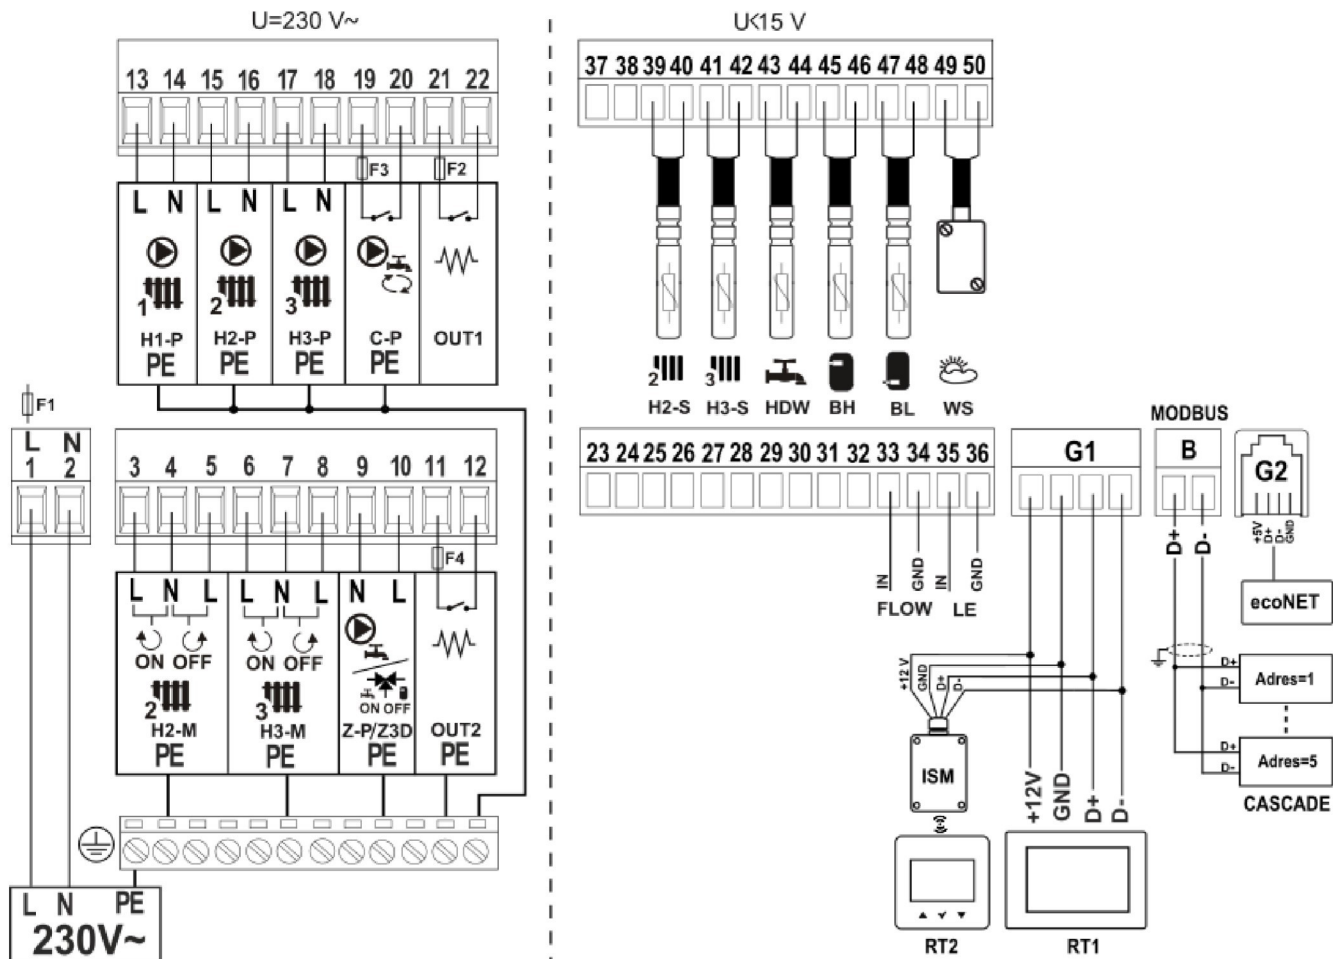 U=230 V~
13 14 15 16 17 18 19 20 21 22
F3 F2
L N L N L N
1 2 3
H1-P H2-P H3-P C-P OUT1
PE PE PE PE
F1
L N
1 2
3 4 5 6 7 8 9 10 11 12
F4
L N L L N L N L
ON OFF ON OFF
2 3
ON OFF
H2-M H3-M Z-P/Z3D OUT2
PE PE PE PE
L N PE
230V~
U<15 V
37 38 39 40 41 42 43 44 45 46 47 48 49 50
2 3
H2-S H3-S HDW BH BL WS
23 24 25 26 27 28 29 30 31 32 33 34 35 36
IN GND IN GND
FLOW LE
G1
+12 V GND D+ D-
ISM
+12V GND D+ D-
RT2 RT1
MODBUS
B
D+ D-
G2
+5V D+ D- GND
ecoNET
D+
D-
Adres=1
D+
D-
Adres=5
CASCADE